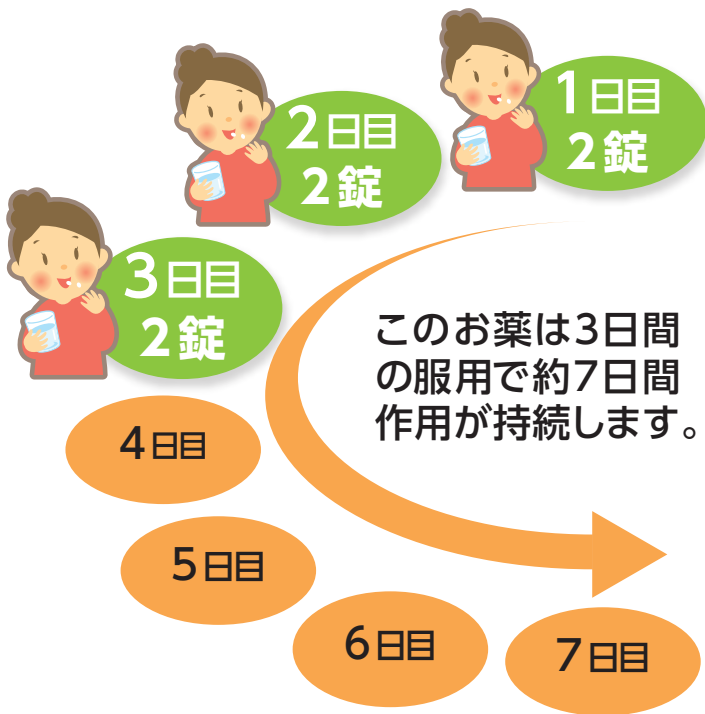 1日目
2錠
2日目
2錠
3日目
2錠
このお薬は3日間
の服用で約7日間
作用が持続します。
4日目
5日目
6日目
7日目